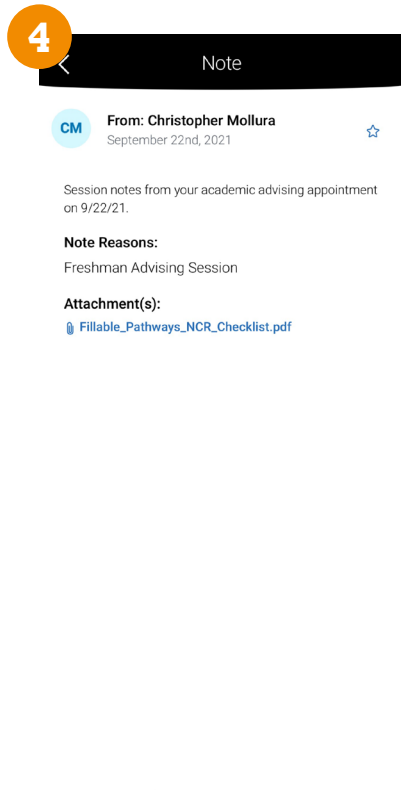 4
Note
CM
From: Christopher Mollura
September 22nd, 2021
Session notes from your academic advising appointment
on 9/22/21.
Note Reasons:
Freshman Advising Session
Attachment(s):
Fillable_Pathways_NCR_Checklist.pdf